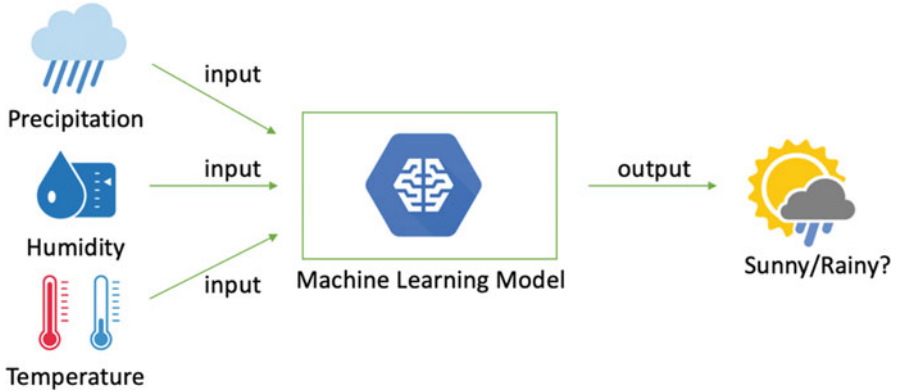 Precipitation
input
Humidity
input
Temperature
input
Machine Learning Model
output
Sunny/Rainy?